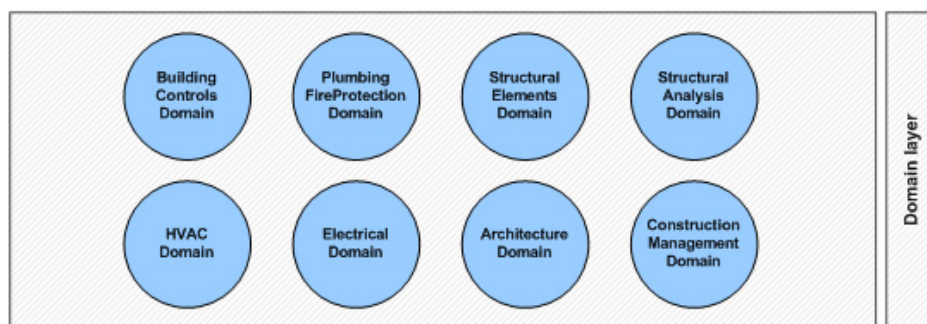 Building
Controls
Domain
Plumbing
FireProtection
Domain
Structural
Elements
Domain
Structural
Analysis
Domain
HVAC
Domain
Electrical
Domain
Architecture
Domain
Construction
Management
Domain
Domain layer